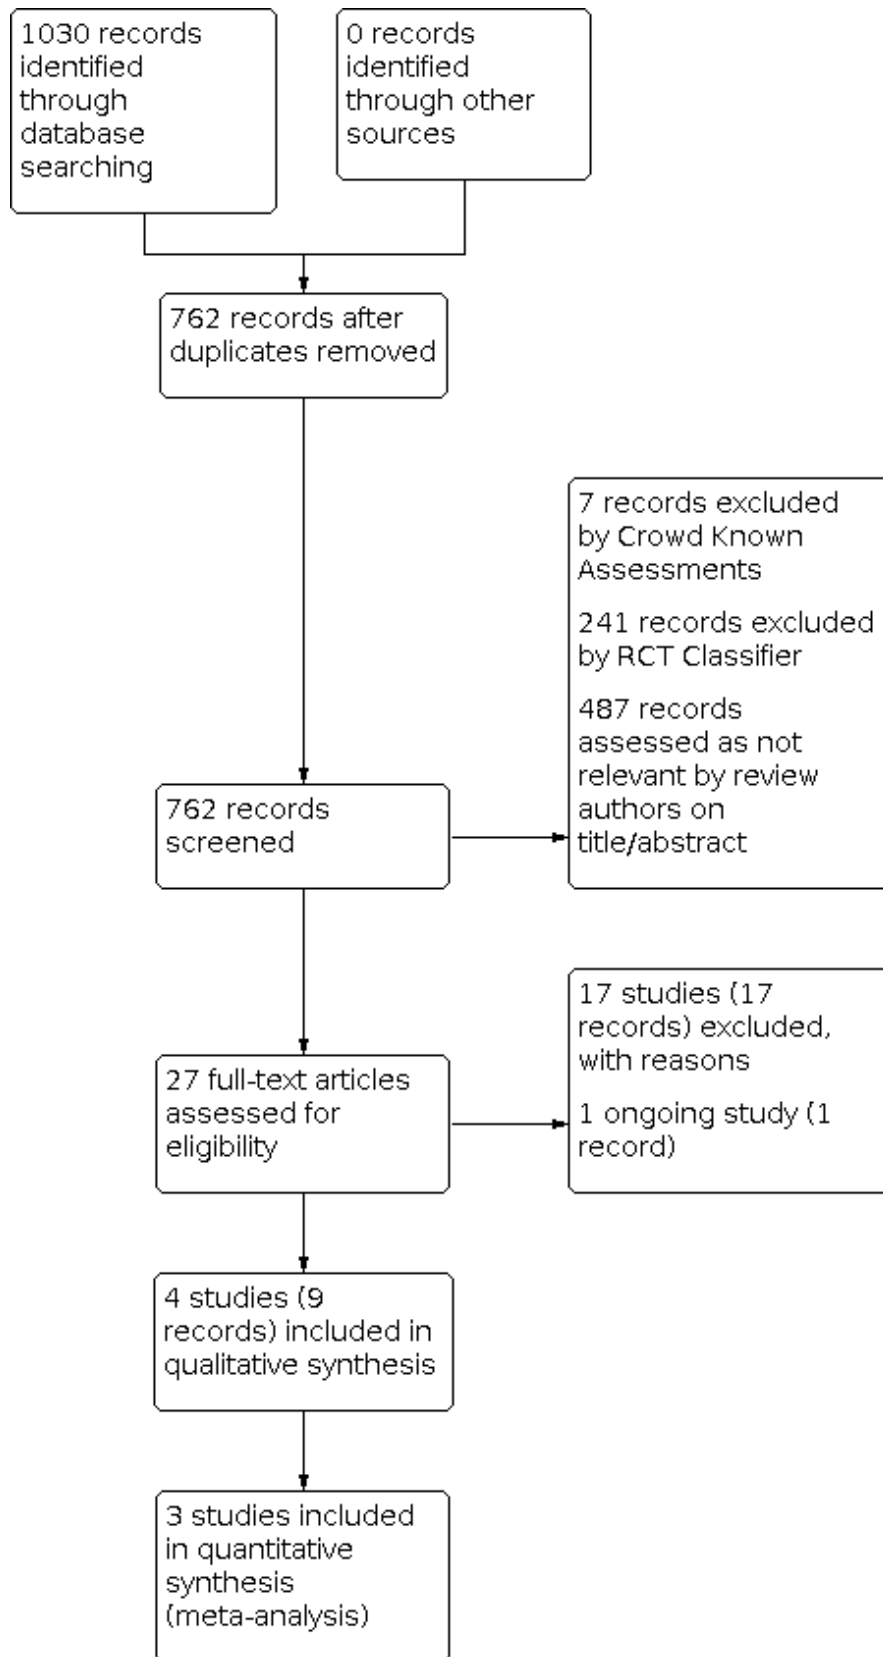 1030 records
identified
through
database
searching
0 records
identified
through other
sources
762 records after
duplicates removed
7 records excluded
by Crowd Known
Assessments
241 records excluded
by RCT Classifier
487 records
assessed as not
relevant by review
authors on
title/abstract
762 records
screened
17 studies (17
records) excluded,
with reasons
1 ongoing study (1
record)
27 full-text articles
assessed for
eligibility
4 studies (9
records) included in
qualitative synthesis
3 studies included
in quantitative
synthesis
(meta-analysis)